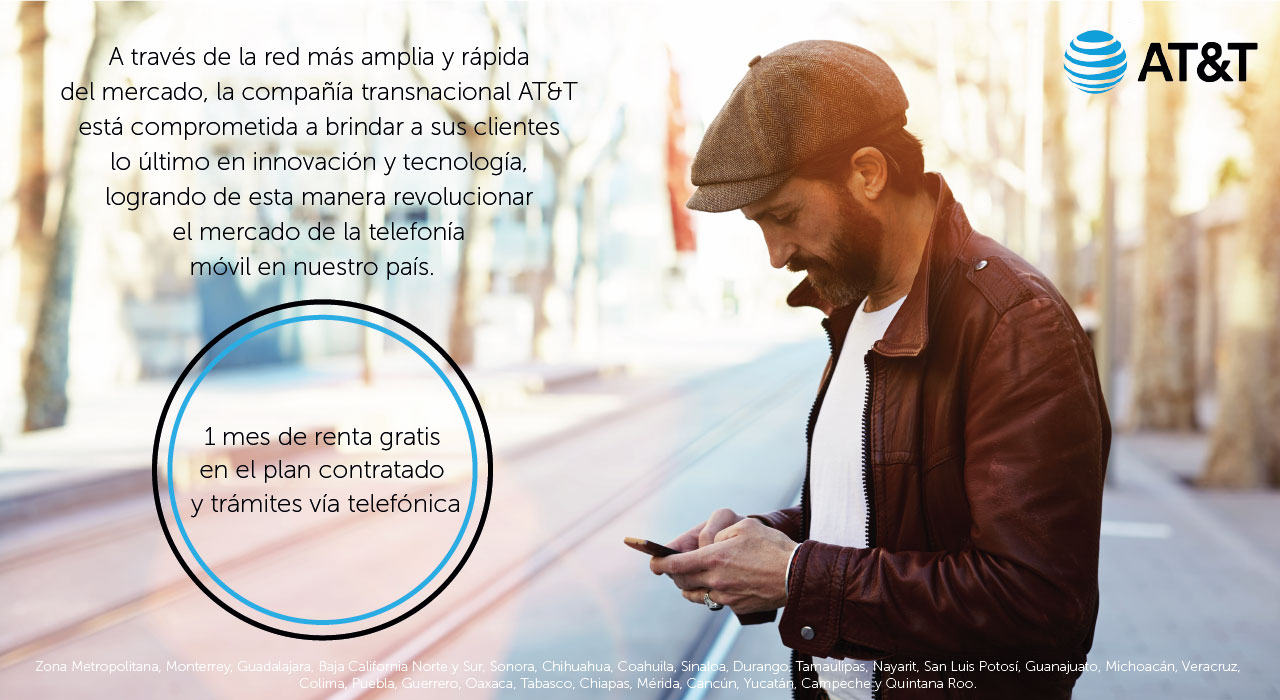 A través de la red más amplia y rápida
del mercado, la compañía transnacional AT&T
está comprometida a brindar a sus clientes
lo último en innovación y tecnología,
logrando de esta manera revolucionar
el mercado de la telefonía
móvil en nuestro país.
AT&T
1 mes de renta gratis
en el plan contratado
y trámites vía telefónica
Zona Metropolitana, Monterrey, Guadalajara, Baja California Norte y Sur, Sonora, Chihuahua, Coahuila, Sinaloa, Durango, Tamaulipas, Nayarit, San Luis Potosí, Guanajuato, Michoacán, Veracruz,
Colima, Puebla, Guerrero, Oaxaca, Tabasco, Chiapas, Mérida, Cancún, Yucatán, Campeche y Quintana Roo.